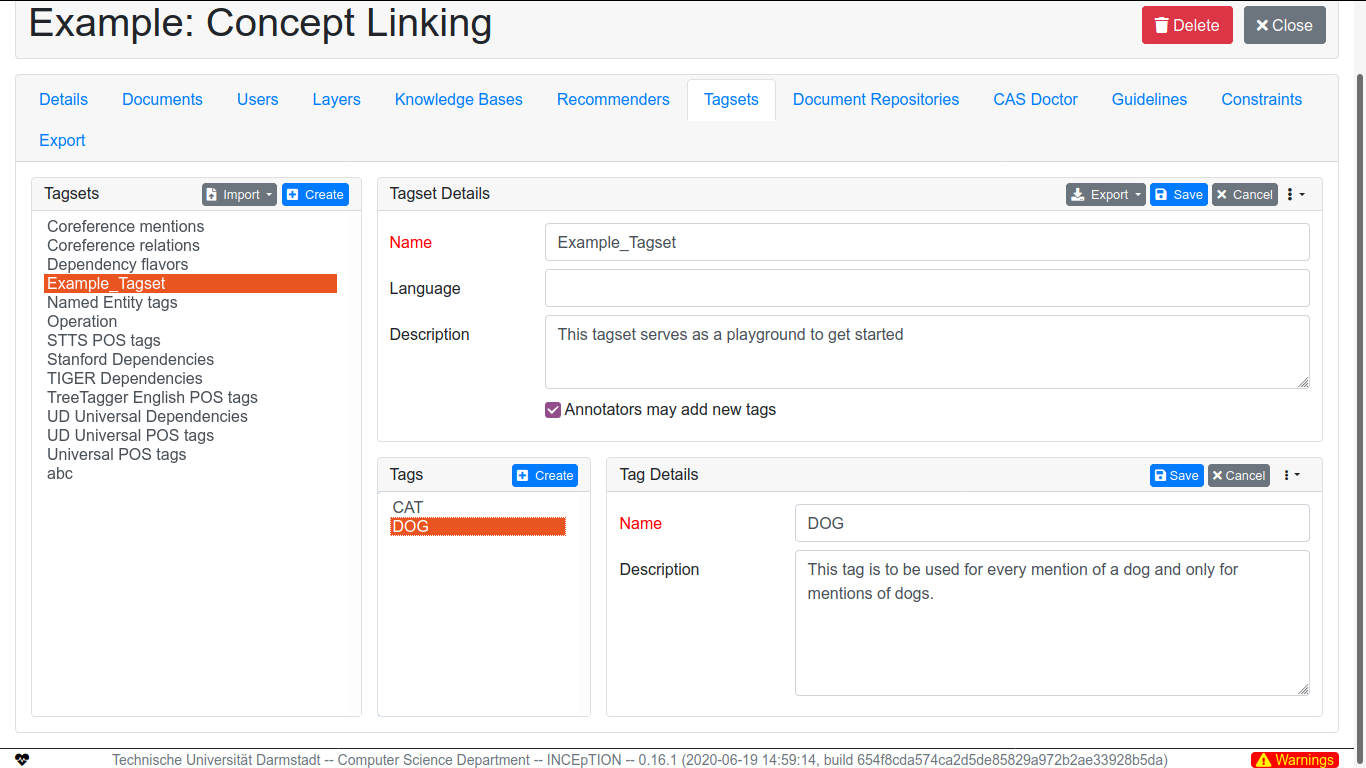 Example: Concept Linking
Delete
Close
Details
Documents
Users
Layers
Knowledge Bases
Recommenders
Tagsets
Document Repositories
CAS Doctor
Guidelines
Constraints
Export
Tagsets
Import
Create
Coreference mentions
Coreference relations
Dependency flavors
Example_Tagset
Named Entity tags
Operation
STTS POS tags
Stanford Dependencies
TIGER Dependencies
TreeTagger English POS tags
UD Universal Dependencies
UD Universal POS tags
Universal POS tags
abc
Tagset Details
Export
Save
Cancel
Name
Example_Tagset
Language
Description
This tagset serves as a playground to get started
Annotators may add new tags
Tags
Create
CAT
DOG
Tag Details
Save
Cancel
Name
DOG
Description
This tag is to be used for every mention of a dog and only for
mentions of dogs.
Technische Universität Darmstadt -- Computer Science Department -- INCEpTION -- 0.16.1 (2020-06-19 14:59:14, build 654f8cda574ca2d5de85829a972b2ae33928b5da)
Warnings